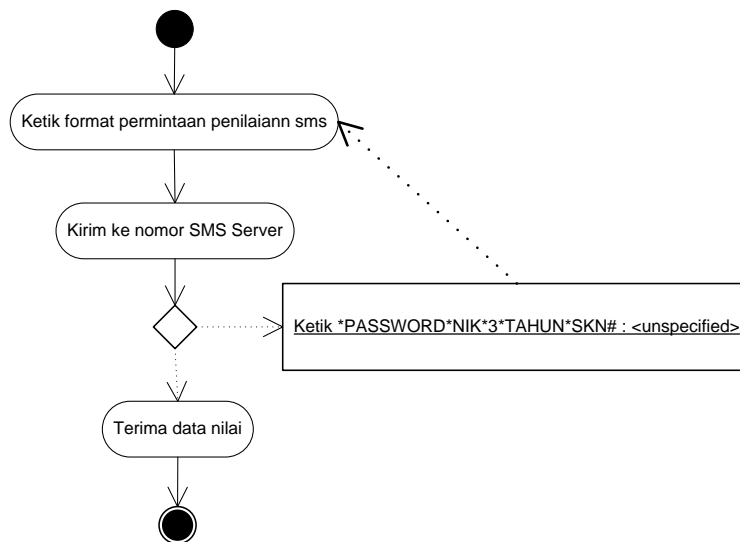 Ketik format permintaan penilaiann sms
Kirim ke nomor SMS Server
Ketik *PASSWORD*NIK*3*TAHUN*SKN# : <unspecified>
Terima data nilai